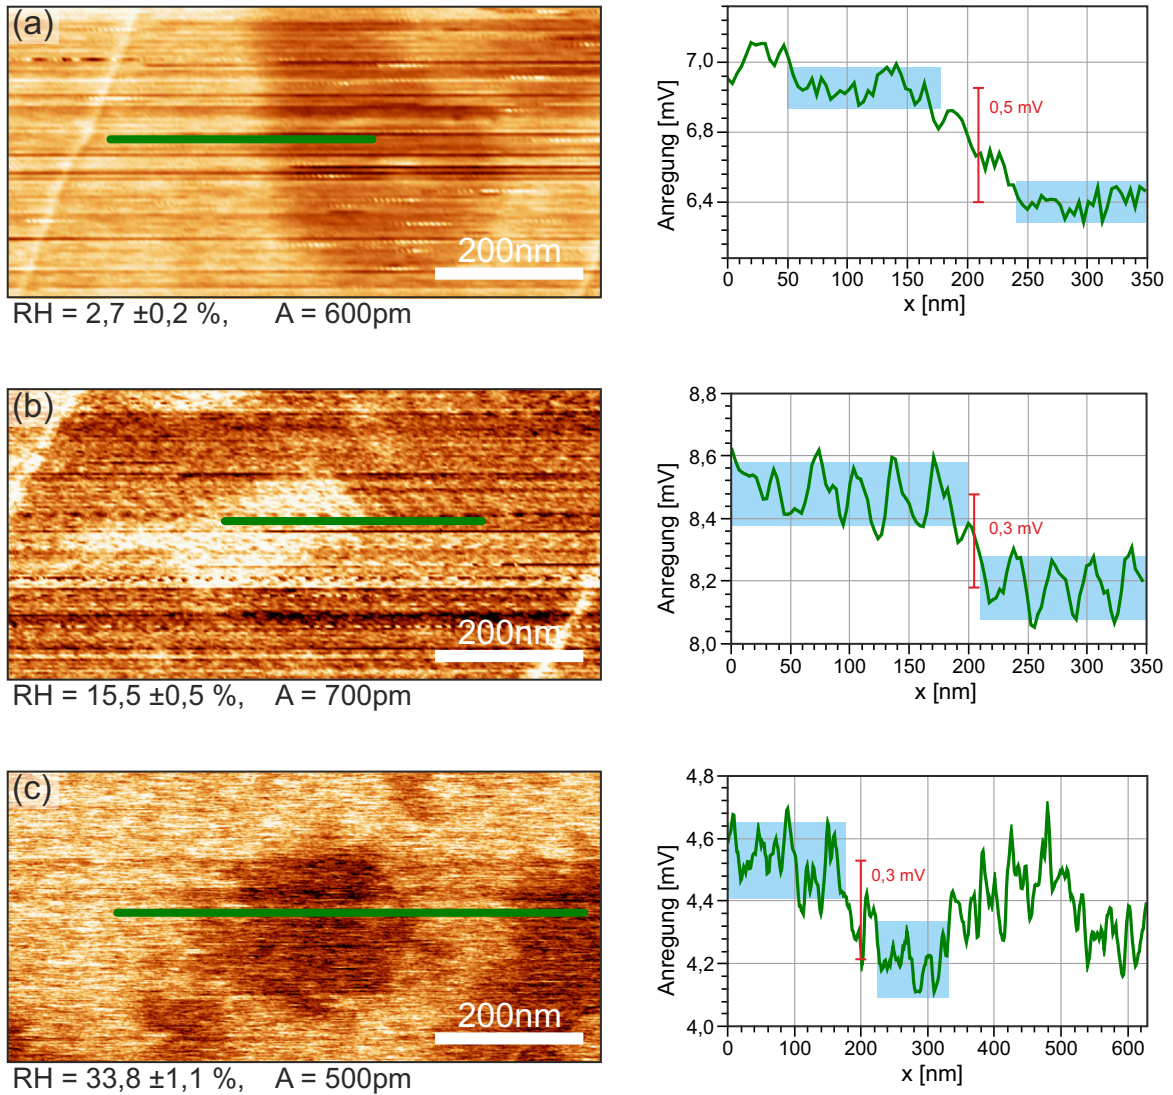 (a)
200nm
RH = 2,7 ±0,2 %, A = 600pm
7,0
6,8
6,4
Anregung [mV]
0,5 mV
0 50 100 150 200 250 300 350
x [nm]
(b)
200nm
RH = 15,5 ±0,5 %, A = 700pm
8,8
8,6
8,4
8,2
8,0
Anregung [mV]
0,3 mV
0 50 100 150 200 250 300 350
x [nm]
(c)
200nm
RH = 33,8 ±1,1 %, A = 500pm
4,8
4,6
4,4
4,2
4,0
Anregung [mV]
0,3 mV
0 100 200 300 400 500 600
x [nm]